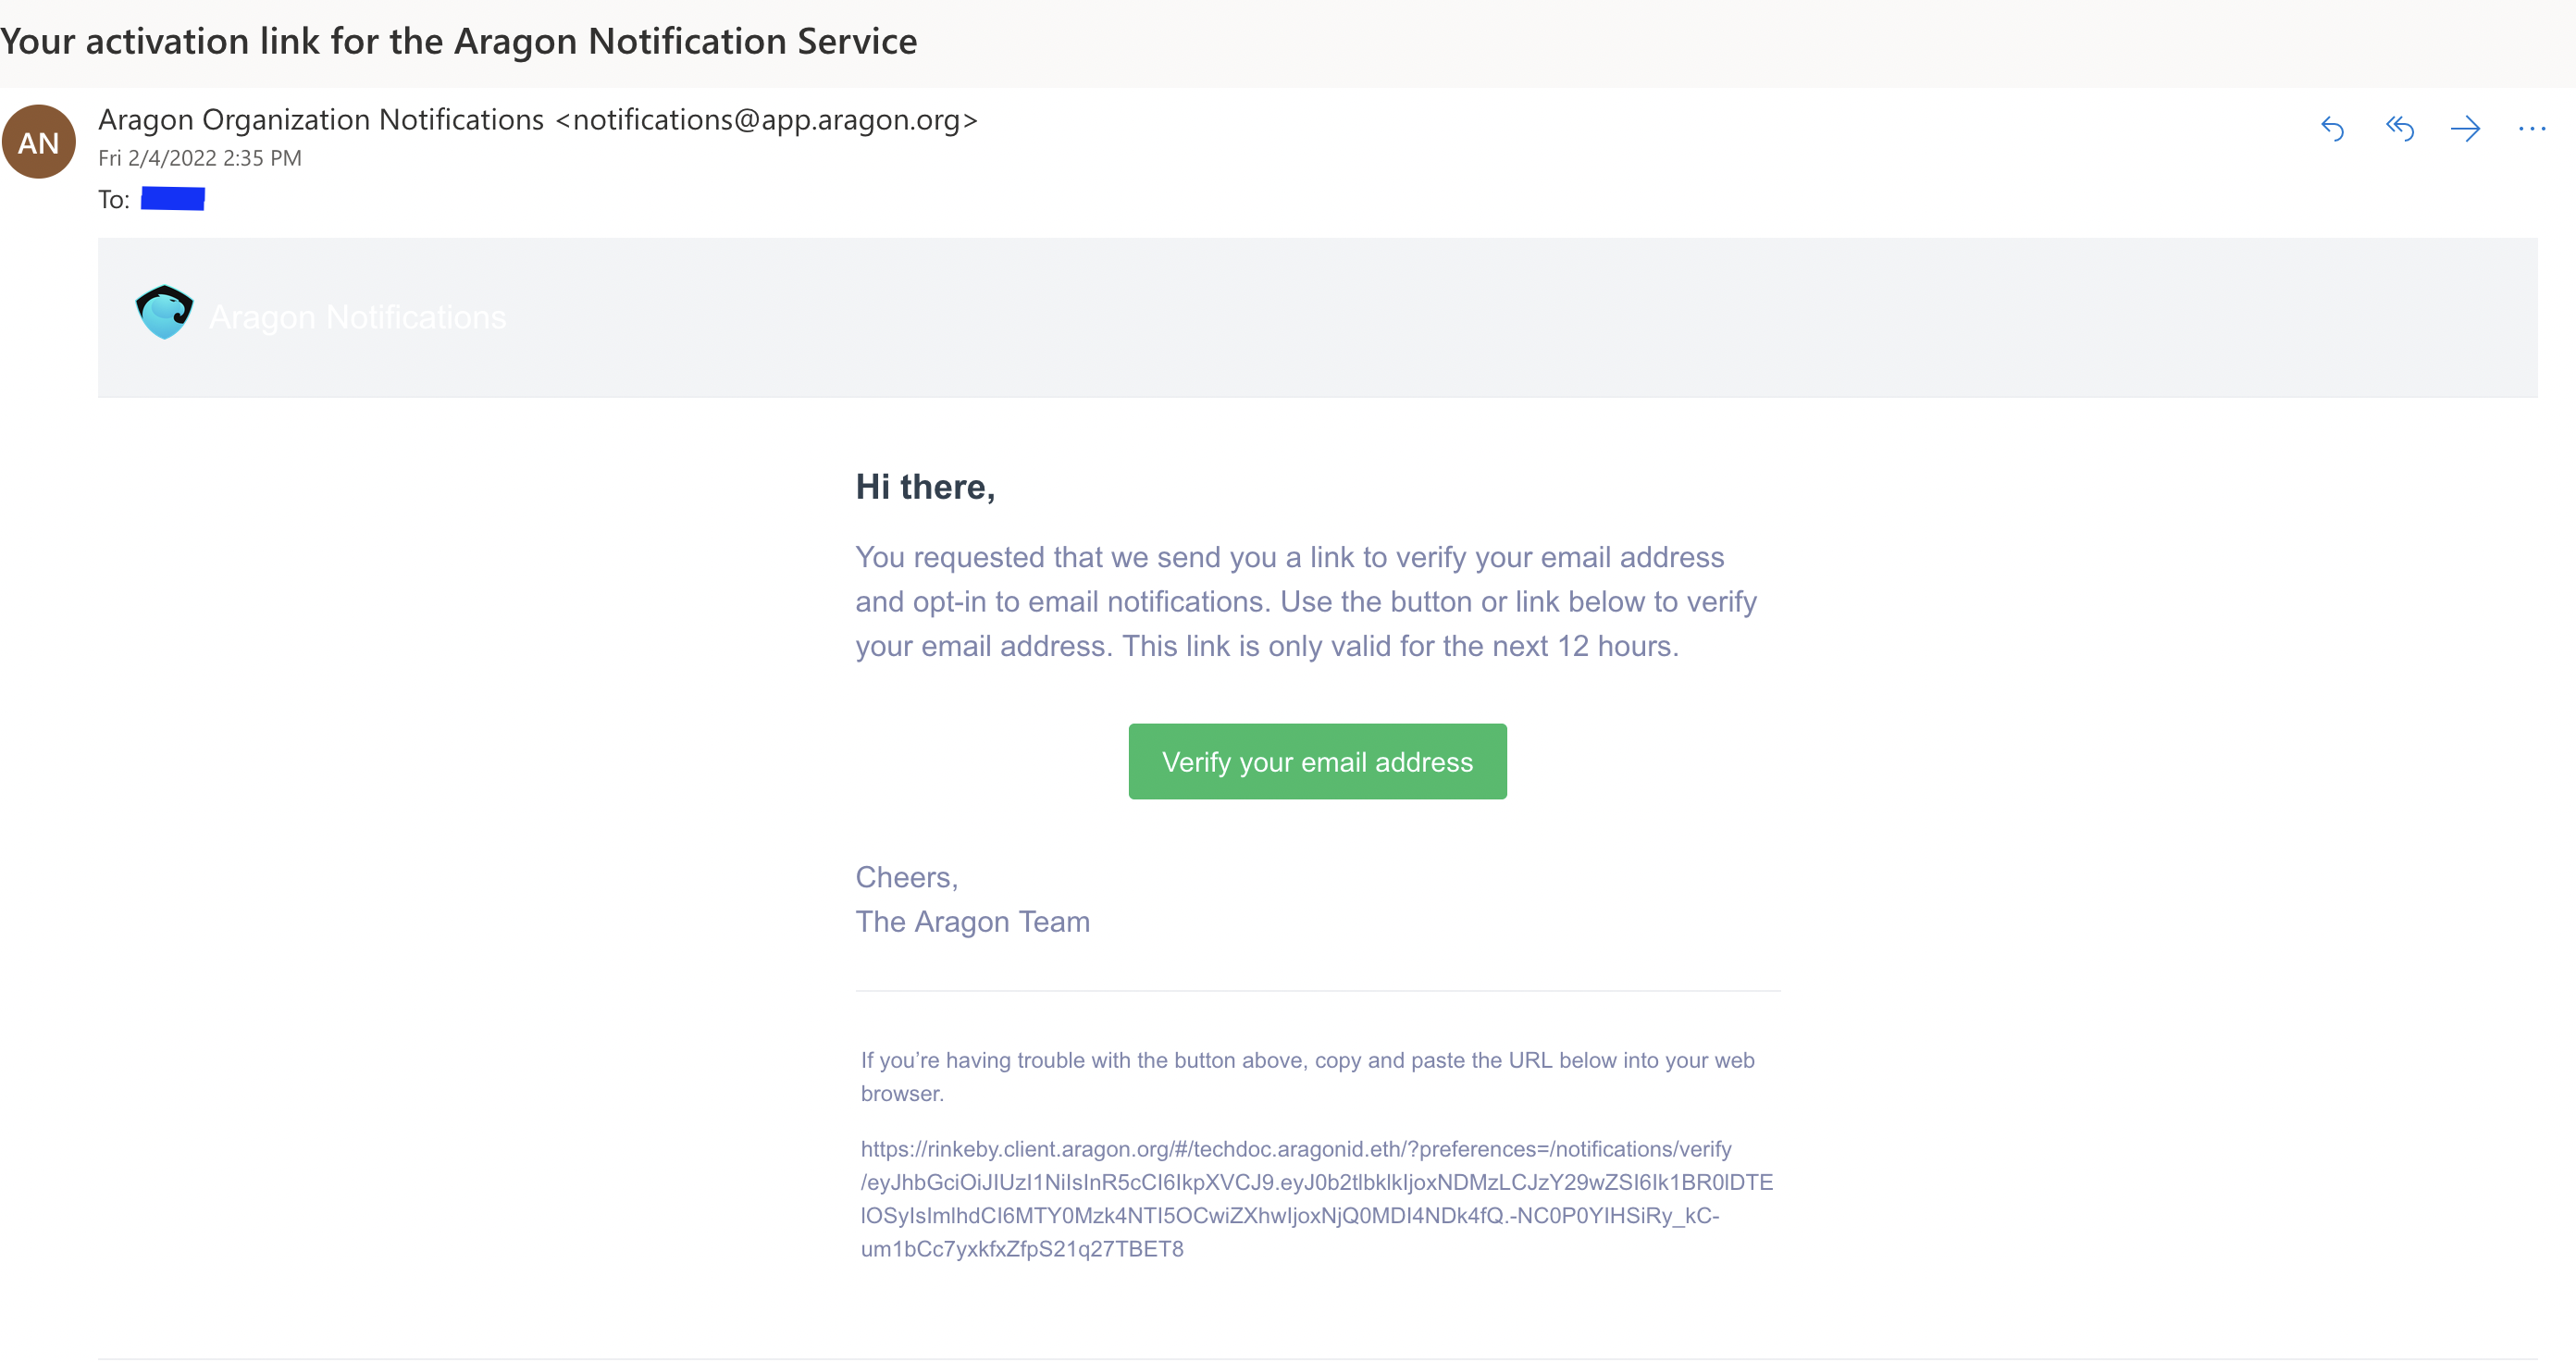 Your activation link for the Aragon Notification Service
AN
Aragon Organization Notifications <notifications@app.aragon.org>
Fri 2/4/2022 2:35 PM
To:
Aragon Notifications
Hi there,
You requested that we send you a link to verify your email address
and opt-in to email notifications. Use the button or link below to verify
your email address. This link is only valid for the next 12 hours.
Verify your email address
Cheers,
The Aragon Team
If you’re having trouble with the button above, copy and paste the URL below into your web
browser.
https://rinkeby.client.aragon.org/#/techdoc.aragonid.eth/?preferences=/notifications/verify
/eyJhbGciOiJIUzI1NiIsInR5cCI6IkpXVCJ9.eyJ0b2tlbklkIjoxNDMzLCJzY29wZSI6Ik1BR0lDTE
lOSyIsImlhdCI6MTY0Mzk4NTI5OCwiZXhwIjoxNjQ0MDI4NDk4fQ.-NC0P0YIHSiRy_kC-
um1bCc7yxkfxZfpS21q27TBET8